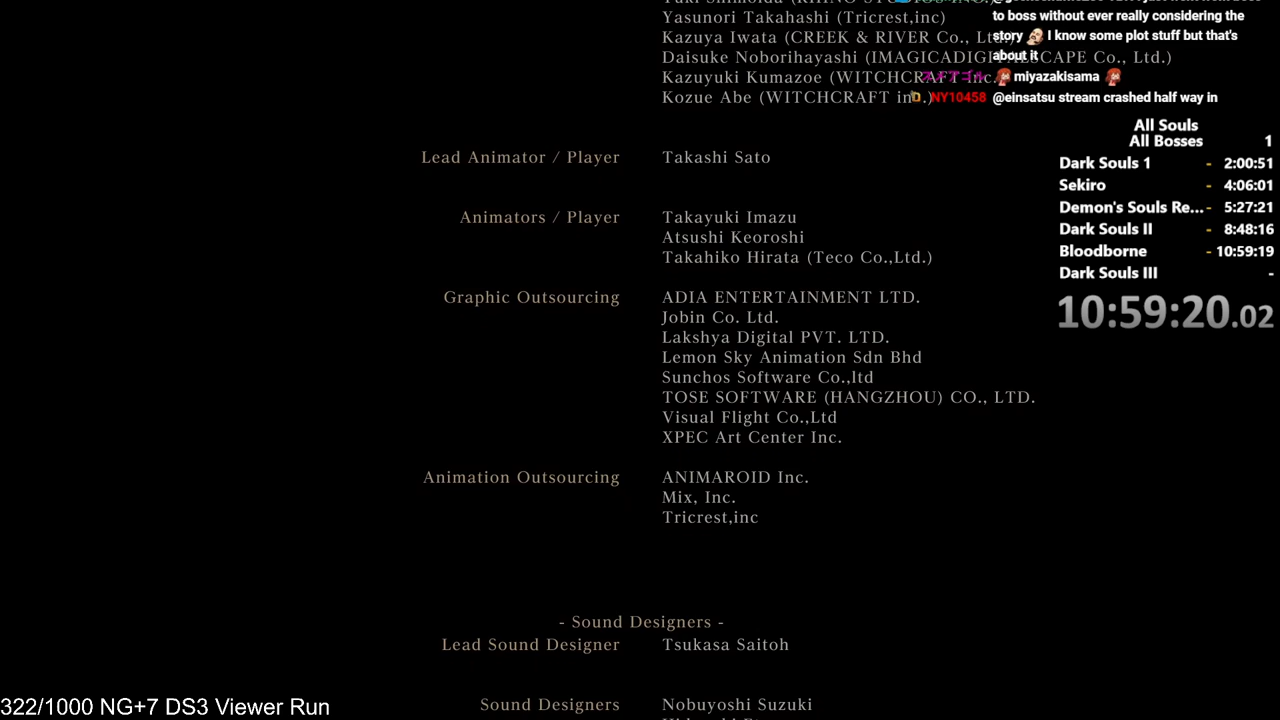 Yasunori Takahashi (Tricrest,inc)
Kazuya Iwata (CREEK & RIVER Co., Ltd.)
Daisuke Noborihayashi (IMAGICADIGITALSCAPE Co., Ltd.)
Kazuyuki Kumazoe (WITCHCRAFT inc.)
Kozue Abe (WITCHCRAFT inc.)
to boss without ever really considering the
story I know some plot stuff but that's
about it
miyazakisama
NY10458 @einsatsu stream crashed half way in
Lead Animator / Player Takashi Sato
Animators / Player Takayuki Imazu
Atsushi Keoroshi
Takahiko Hirata (Teco Co.,Ltd.)
Graphic Outsourcing ADIA ENTERTAINMENT LTD.
Jobin Co. Ltd.
Lakshya Digital PVT. LTD.
Lemon Sky Animation Sdn Bhd
Sunchos Software Co.,ltd
TOSE SOFTWARE (HANGZHOU) CO., LTD.
Visual Flight Co.,Ltd
XPEC Art Center Inc.
Animation Outsourcing ANIMAROID Inc.
Mix, Inc.
Tricrest,inc
- Sound Designers -
Lead Sound Designer Tsukasa Saitoh
Sound Designers Nobuyoshi Suzuki
All Souls
All Bosses 1
Dark Souls 1 - 2:00:51
Sekiro - 4:06:01
Demon's Souls Re... - 5:27:21
Dark Souls II - 8:48:16
Bloodborne - 10:59:19
Dark Souls III -
10:59:20.02
322/1000 NG+7 DS3 Viewer Run